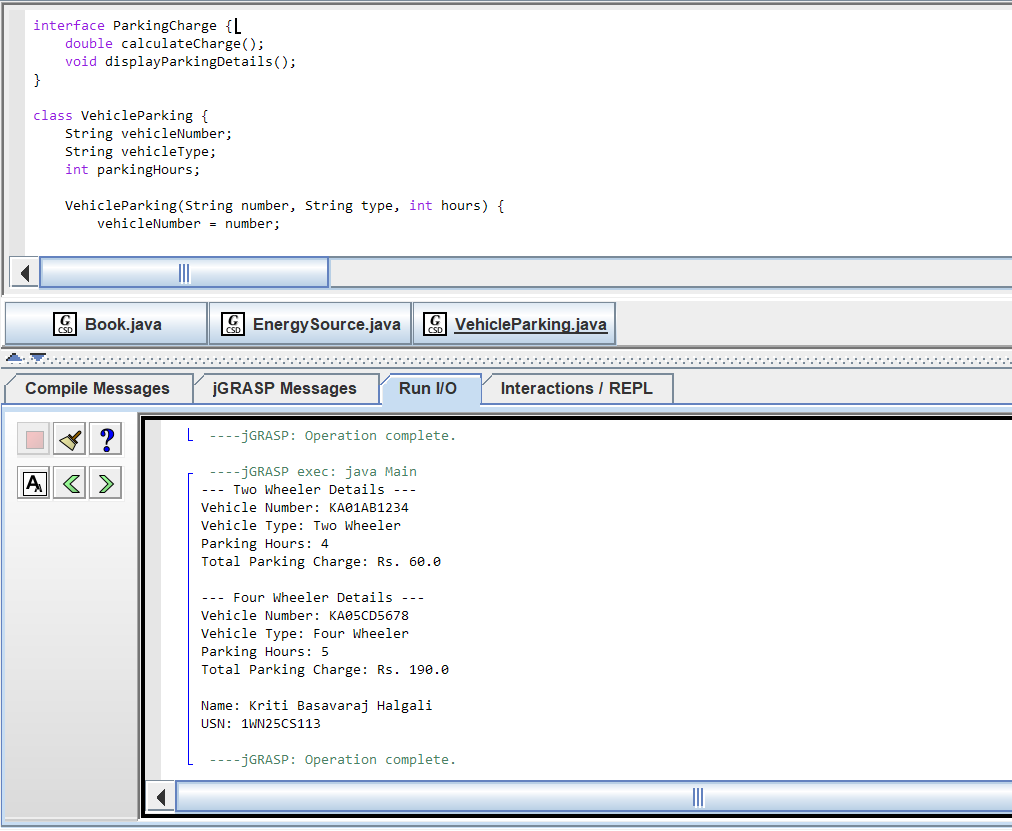 interface ParkingCharge {
    double calculateCharge();
    void displayParkingDetails();
}
class VehicleParking {
    String vehicleNumber;
    String vehicleType;
    int parkingHours;
    VehicleParking(String number, String type, int hours) {
        vehicleNumber = number;
G CSD Book.java G CSD EnergySource.java G CSD VehicleParking.java
Compile Messages jGRASP Messages Run I/O Interactions / REPL
?
A A
 ----jGRASP: Operation complete.
 ----jGRASP exec: java Main
--- Two Wheeler Details ---
Vehicle Number: KA01AB1234
Vehicle Type: Two Wheeler
Parking Hours: 4
Total Parking Charge: Rs. 60.0
--- Four Wheeler Details ---
Vehicle Number: KA05CD5678
Vehicle Type: Four Wheeler
Parking Hours: 5
Total Parking Charge: Rs. 190.0
Name: Kriti Basavaraj Halgali
USN: 1WN25CS113
 ----jGRASP: Operation complete.